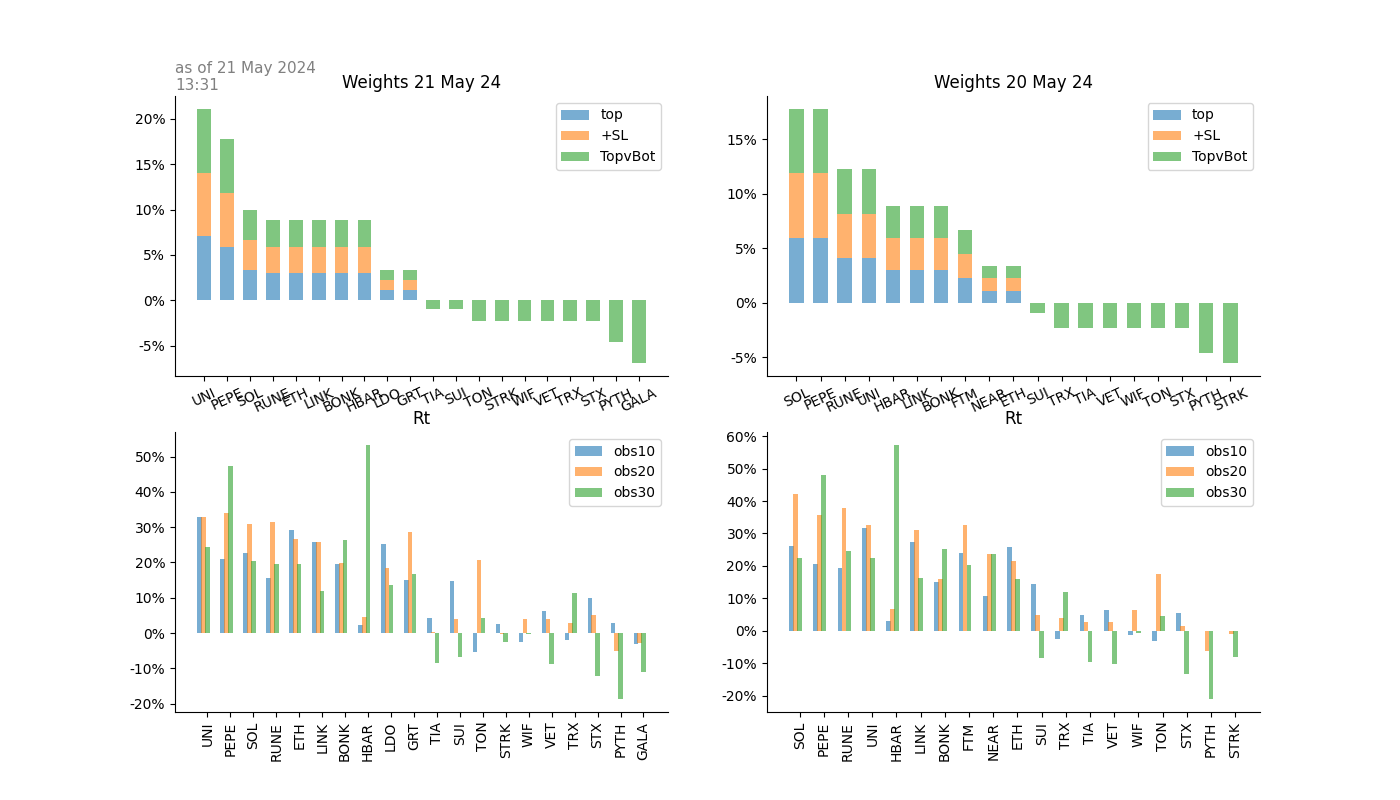 as of 21 May 2024
13:31
Weights 21 May 24
20%
15%
10%
5%
0%
-5%
top
+SL
TopvBot
UNI PEPE SOL RUNE ETH LINK BONK HBAR LDO GRT TIA SUI TON STRK WIF VET TRX STX PYTH GALA
Weights 20 May 24
15%
10%
5%
0%
-5%
top
+SL
TopvBot
SOL PEPE RUNE UNI HBAR LINK BONK FTM NEAR ETH SUI TRX TIA VET WIF TON STX PYTH STRK
Rt
50%
40%
30%
20%
10%
0%
-10%
-20%
obs10
obs20
obs30
UNI PEPE SOL RUNE ETH LINK BONK HBAR LDO GRT TIA SUI TON STRK WIF VET TRX STX PYTH GALA
Rt
60%
50%
40%
30%
20%
10%
0%
-10%
-20%
obs10
obs20
obs30
SOL PEPE RUNE UNI HBAR LINK BONK FTM NEAR ETH SUI TRX TIA VET WIF TON STX PYTH STRK